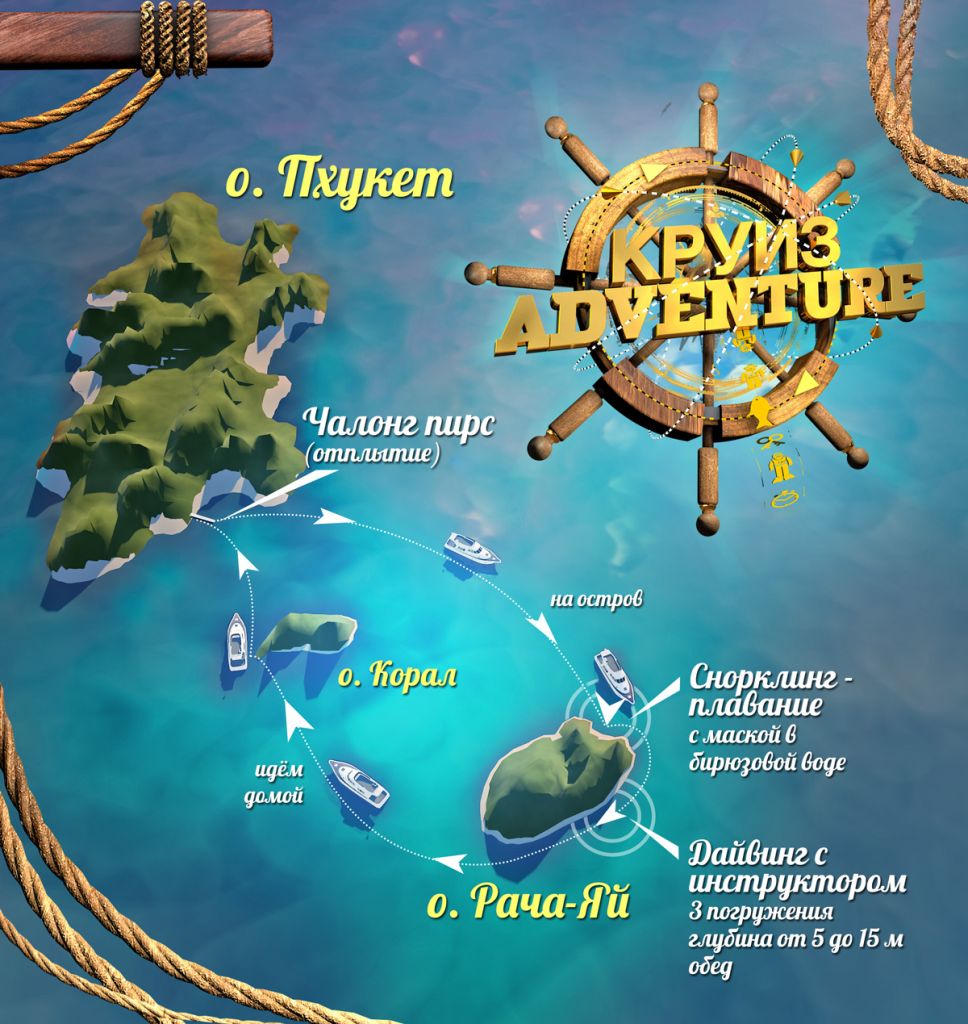 о. Пхукет
КРУИЗ
ADVENTURE
Чалонг пирс
(отплытие)
на остров
о. Корал
Снорклинг -
плавание
с маской в
бирюзовой воде
идём
домой
Дайвинг с
инструктором
3 погружения
глубина от 5 до 15 м
обед
о. Рача-Яй